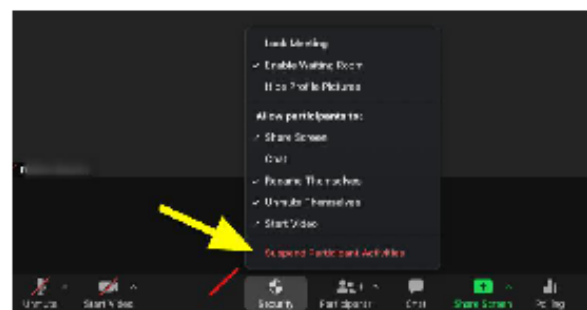 Lock Meeting
✓ Enable Waiting Room
Hide Profile Pictures
Allow participants to:
✓ Share Screen
Chat
✓ Rename Themselves
✓ Unmute Themselves
✓ Start Video
Suspend Participant Activities
Unmute
Start Video
Security
Participants
Chat
Share Screen
Polling